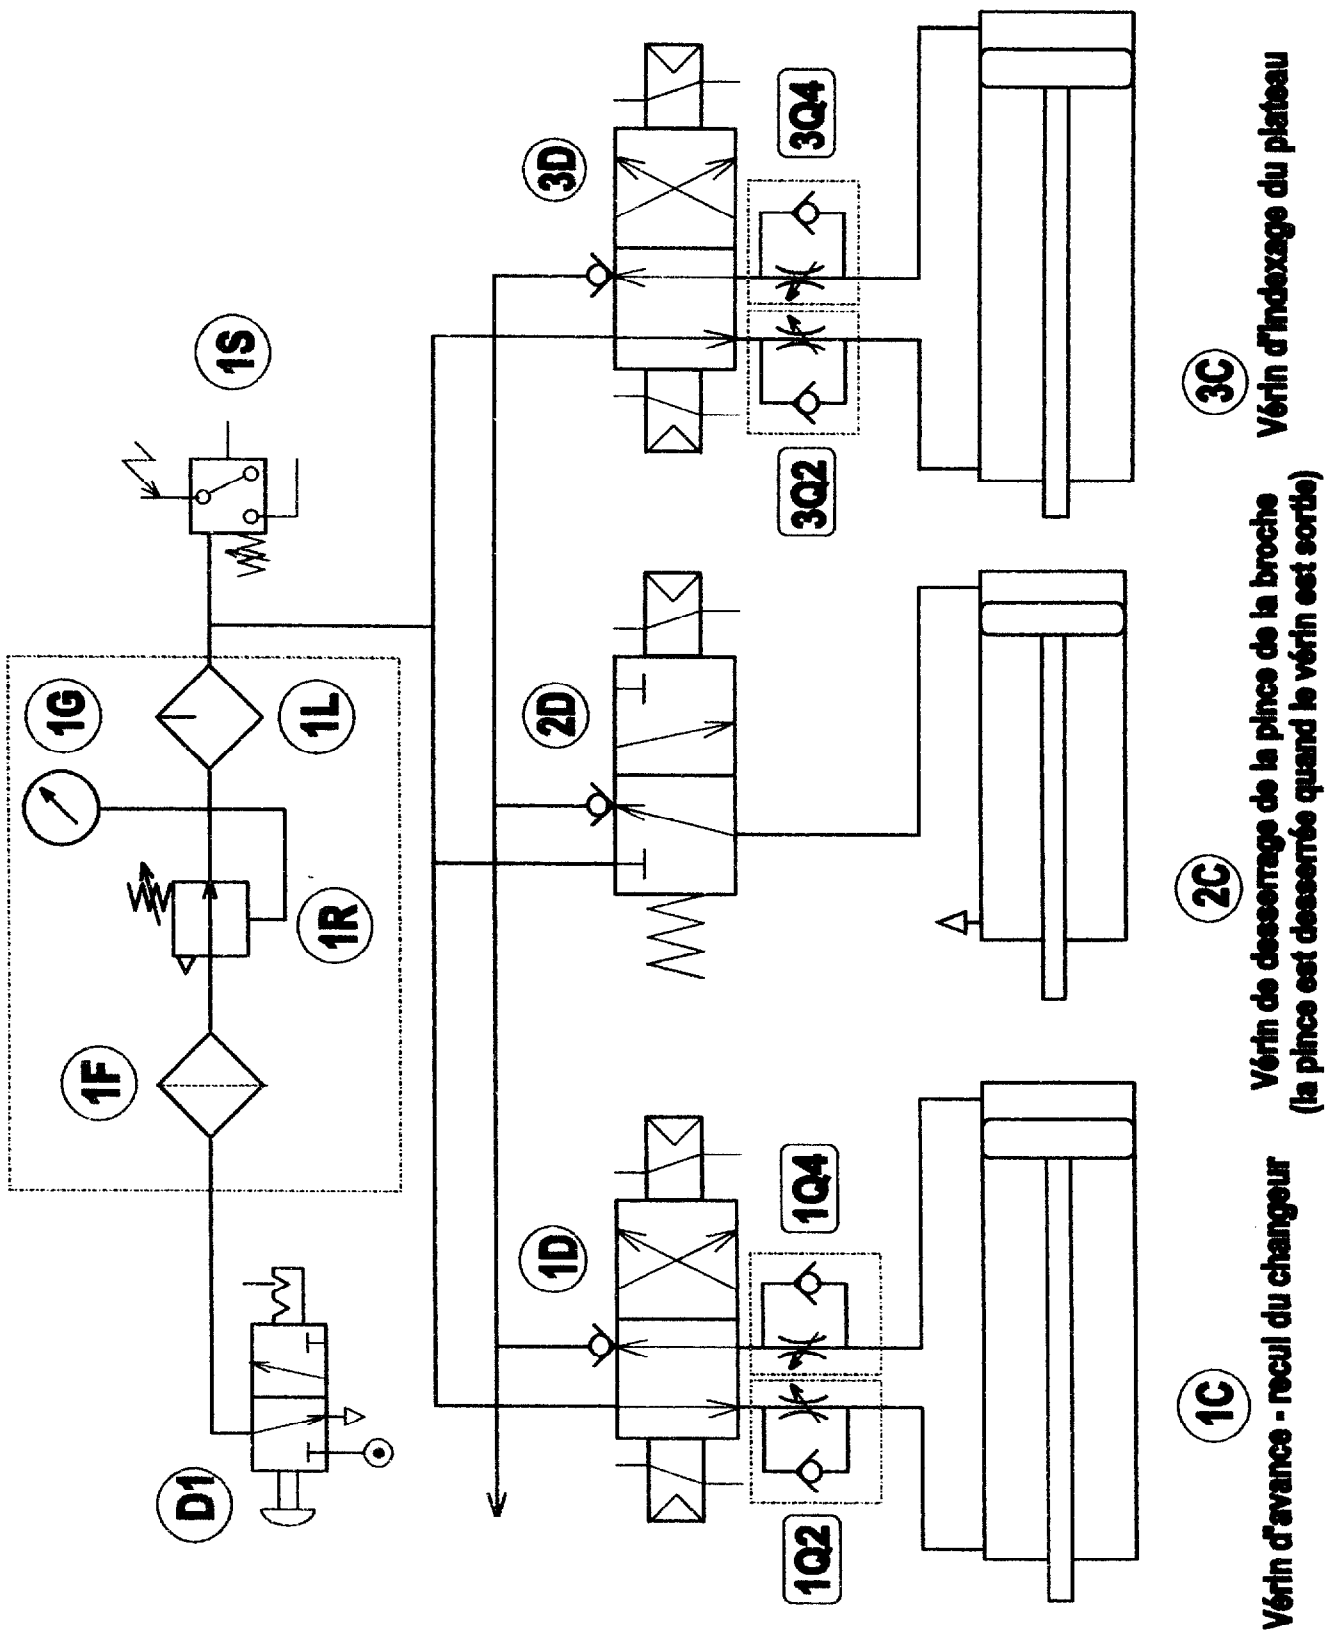 D1
1F
1R
1G
1L
1S
1D
2D
3D
1Q2
1Q4
3Q2
3Q4
1C
Vérin d'avance - recul du changeur
2C
Vérin de desserrage de la pince de la broche
(la pince est desserrée quand le vérin est sortie)
3C
Vérin d'indexage du plateau